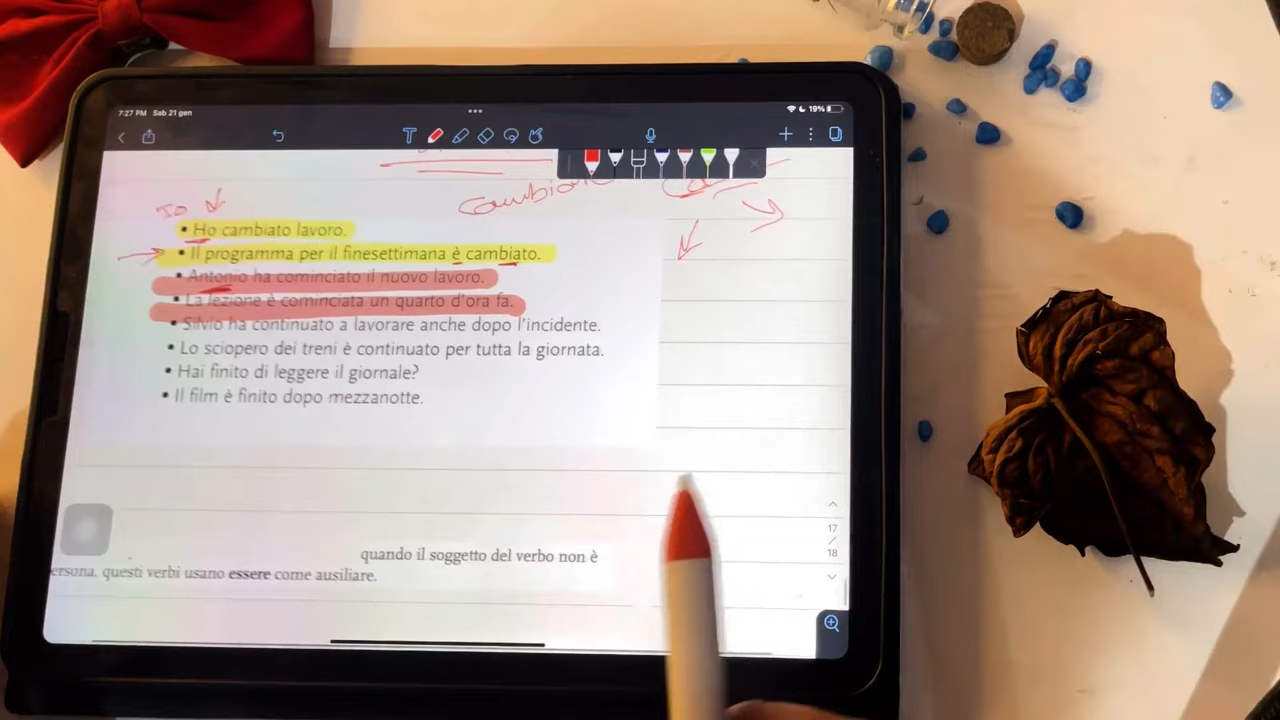 7:27 PM Sab 21 gen
19%
cambiare
Io
• Ho cambiato lavoro.
• Il programma per il finesettimana è cambiato.
• Antonio ha cominciato il nuovo lavoro.
• La lezione è cominciata un quarto d'ora fa.
• Silvio ha continuato a lavorare anche dopo l'incidente.
• Lo sciopero dei treni è continuato per tutta la giornata.
• Hai finito di leggere il giornale?
• Il film è finito dopo mezzanotte.
17
/
18
quando il soggetto del verbo non è
ersona, questi verbi usano essere come ausiliare.